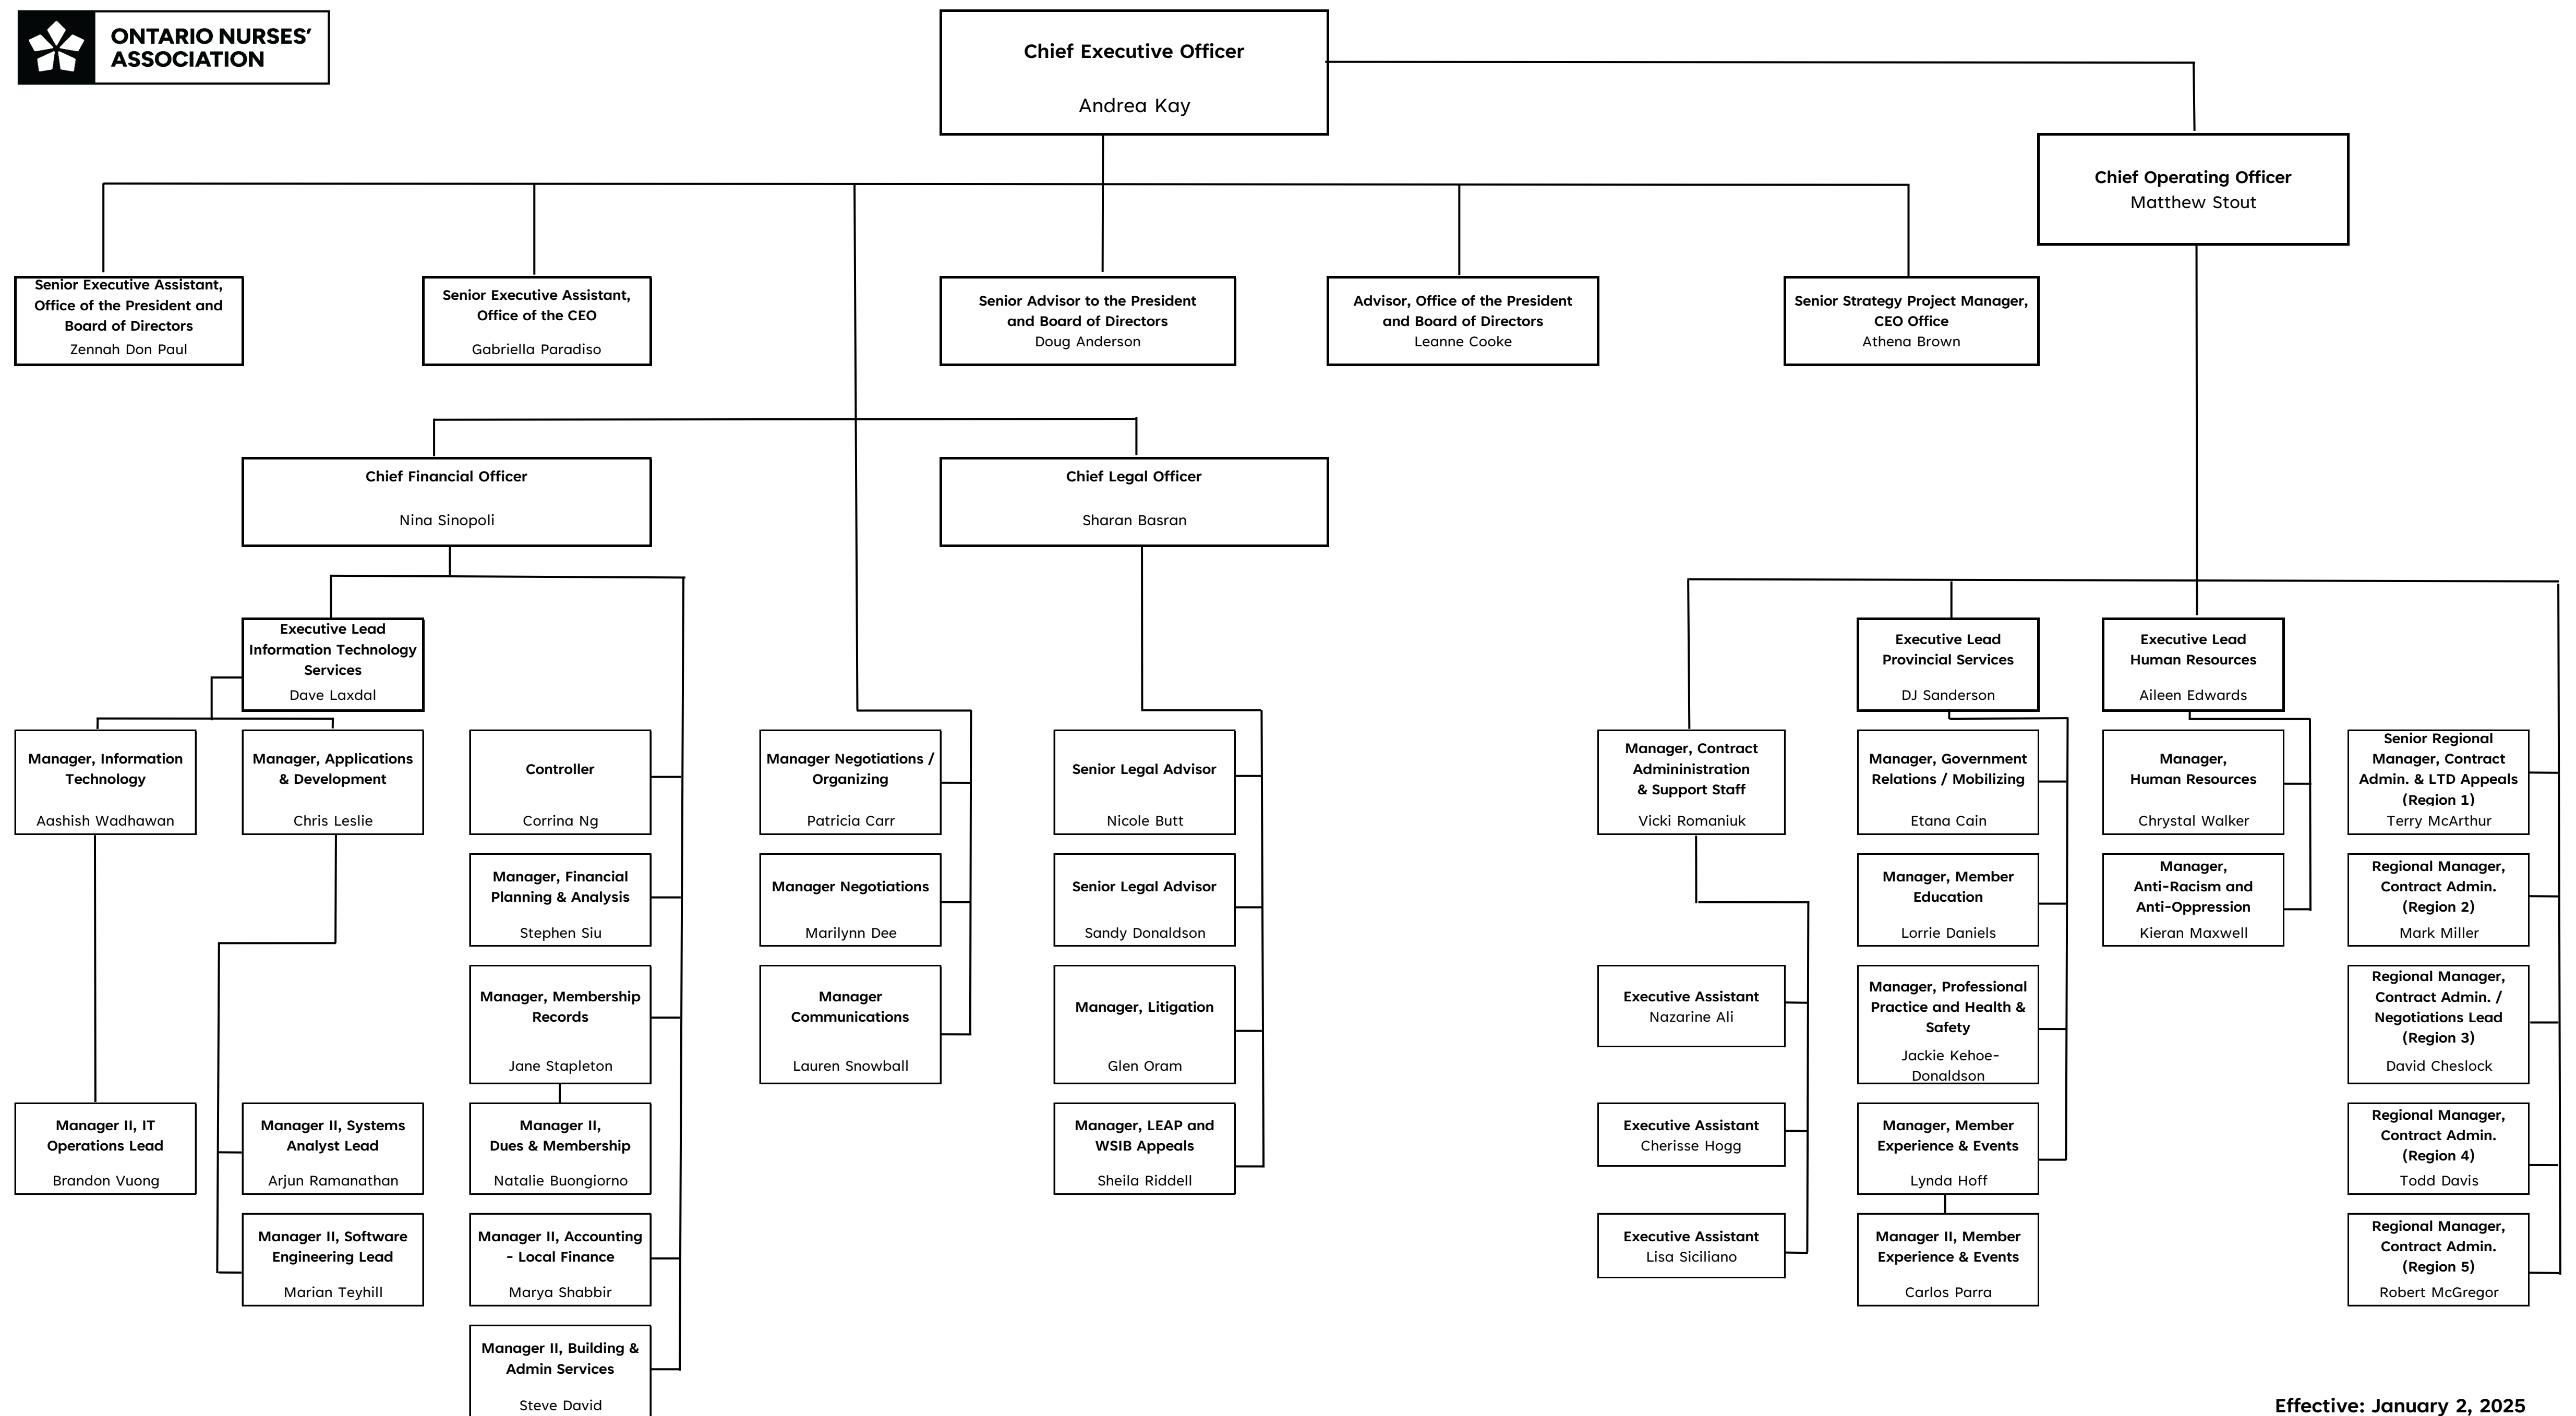 ONTARIO NURSES'
ASSOCIATION
Chief Executive Officer
Andrea Kay
Chief Operating Officer
Matthew Stout
Senior Executive Assistant,
Office of the President and
Board of Directors
Zennah Don Paul
Senior Executive Assistant,
Office of the CEO
Gabriella Paradiso
Senior Advisor to the President
and Board of Directors
Doug Anderson
Advisor, Office of the President
and Board of Directors
Leanne Cooke
Senior Strategy Project Manager,
CEO Office
Athena Brown
Chief Financial Officer
Nina Sinopoli
Chief Legal Officer
Sharan Basran
Executive Lead
Information Technology
Services
Dave Laxdal
Executive Lead
Provincial Services
DJ Sanderson
Executive Lead
Human Resources
Aileen Edwards
Manager, Information
Technology
Aashish Wadhawan
Manager, Applications
& Development
Chris Leslie
Controller
Corrina Ng
Manager Negotiations /
Organizing
Patricia Carr
Senior Legal Advisor
Nicole Butt
Manager, Contract
Admininistration
& Support Staff
Vicki Romaniuk
Manager, Government
Relations / Mobilizing
Etana Cain
Manager,
Human Resources
Chrystal Walker
Senior Regional
Manager, Contract
Admin. & LTD Appeals
(Region 1)
Terry McArthur
Manager, Financial
Planning & Analysis
Stephen Siu
Manager Negotiations
Marilynn Dee
Senior Legal Advisor
Sandy Donaldson
Manager, Member
Education
Lorrie Daniels
Manager,
Anti-Racism and
Anti-Oppression
Kieran Maxwell
Regional Manager,
Contract Admin.
(Region 2)
Mark Miller
Manager, Membership
Records
Jane Stapleton
Manager
Communications
Lauren Snowball
Manager, Litigation
Glen Oram
Executive Assistant
Nazarine Ali
Manager, Professional
Practice and Health &
Safety
Jackie Kehoe-
Donaldson
Regional Manager,
Contract Admin. /
Negotiations Lead
(Region 3)
David Cheslock
Manager II, IT
Operations Lead
Brandon Vuong
Manager II, Systems
Analyst Lead
Arjun Ramanathan
Manager II,
Dues & Membership
Natalie Buongiorno
Manager, LEAP and
WSIB Appeals
Sheila Riddell
Executive Assistant
Cherisse Hogg
Manager, Member
Experience & Events
Lynda Hoff
Regional Manager,
Contract Admin.
(Region 4)
Todd Davis
Manager II, Software
Engineering Lead
Marian Teyhill
Manager II, Accounting
- Local Finance
Marya Shabbir
Executive Assistant
Lisa Siciliano
Manager II, Member
Experience & Events
Carlos Parra
Regional Manager,
Contract Admin.
(Region 5)
Robert McGregor
Manager II, Building &
Admin Services
Steve David
Effective: January 2, 2025